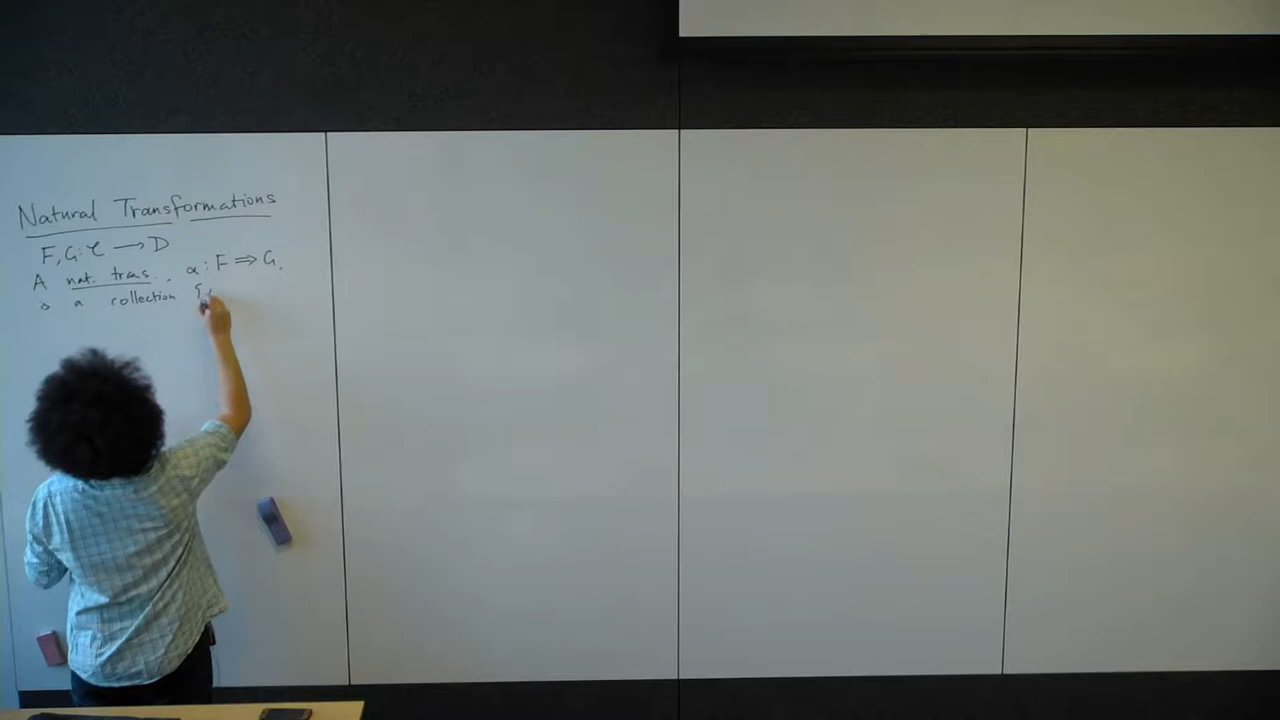 Natural Transformations
F, G : C ⟶ D
A nat. trans. α : F ⇒ G.
is a collection {